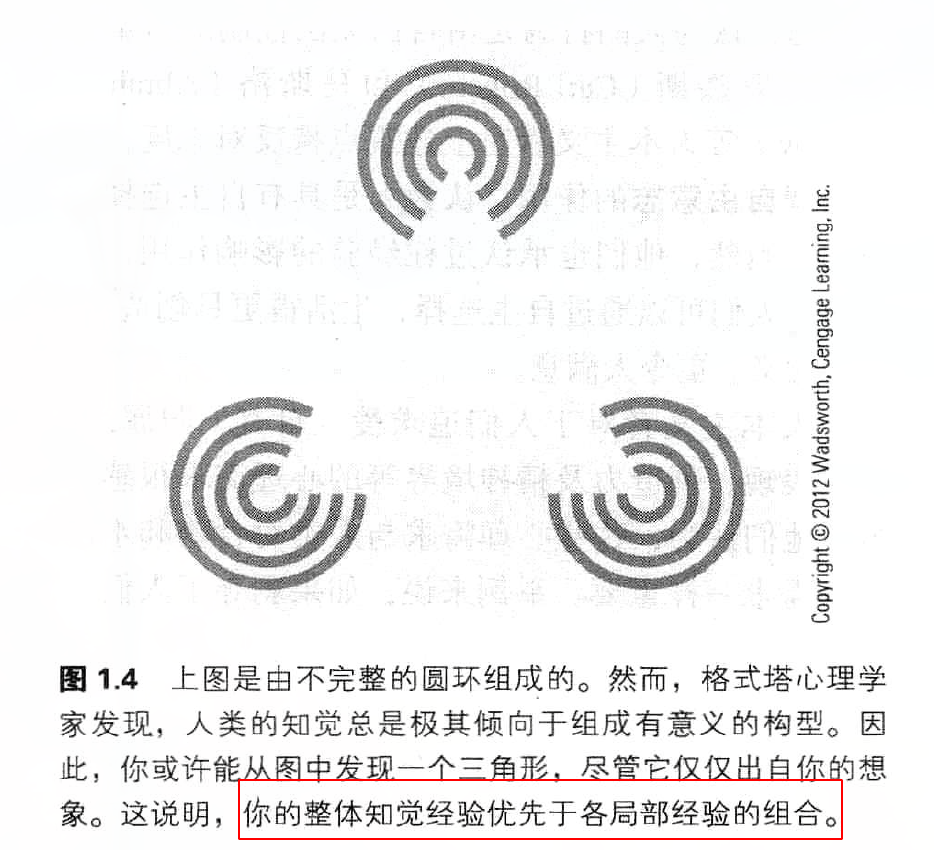 Copyright © 2012 Wadsworth, Cengage Learning, Inc.
图 1.4 上图是由不完整的圆环组成的。然而，格式塔心理学
家发现，人类的知觉总是极其倾向于组成有意义的构型。因
此，你或许能从图中发现一个三角形，尽管它仅仅出自你的想
象。这说明，你的整体知觉经验优先于各局部经验的组合。